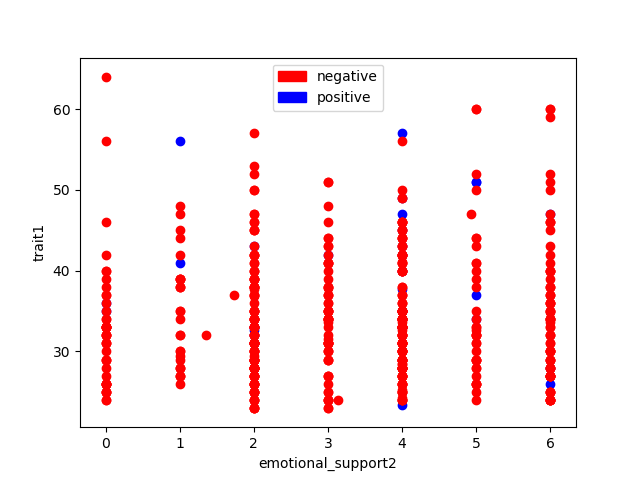 negative
positive
60
50
40
30
trait1
0 1 2 3 4 5 6
emotional_support2